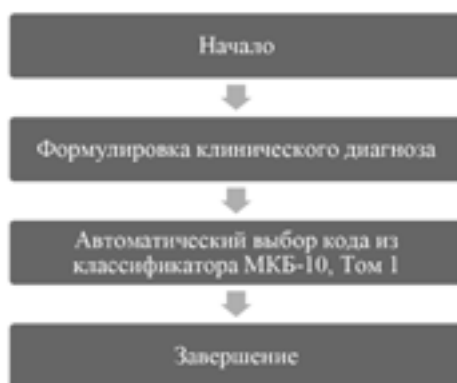 Начало
Формулировка клинического диагноза
Автоматический выбор кода из
классификатора МКБ-10, Том 1
Завершение